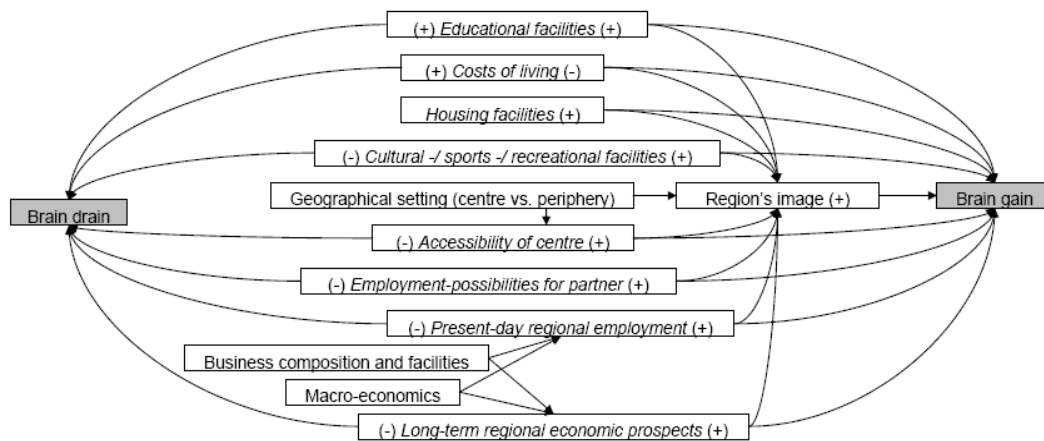 (+) Educational facilities (+)
(+) Costs of living (-)
Housing facilities (+)
(-) Cultural -/ sports -/ recreational facilities (+)
Geographical setting (centre vs. periphery)
Region's image (+)
Brain gain
Brain drain
(-) Accessibility of centre (+)
(-) Employment-possibilities for partner (+)
(-) Present-day regional employment (+)
Business composition and facilities
Macro-economics
(-) Long-term regional economic prospects (+)